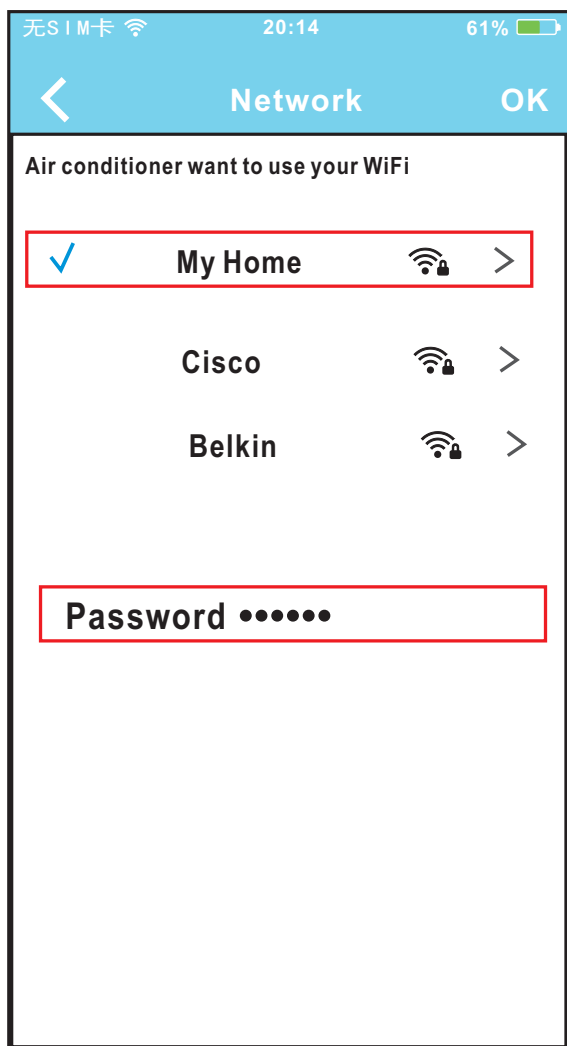 无SIM卡 20:14 61%
Network OK
Air conditioner want to use your WiFi
My Home
Cisco
Belkin
Password ••••••